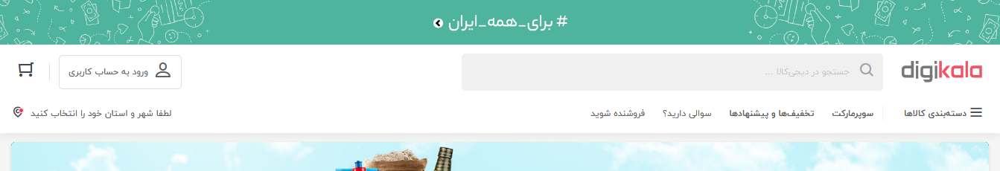 # برای_همه_ایران
digikala
جستجو در دیجی‌کالا ...
ورود به حساب کاربری
دسته‌بندی کالاها
سوپرمارکت
تخفیف‌ها و پیشنهادها
سوالی دارید؟
فروشنده شوید
لطفا شهر و استان خود را انتخاب کنید